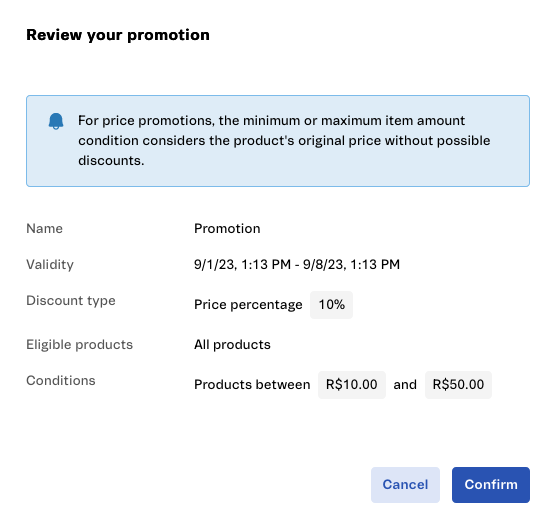 Review your promotion
For price promotions, the minimum or maximum item amount
condition considers the product's original price without possible
discounts.
Name Promotion
Validity 9/1/23, 1:13 PM - 9/8/23, 1:13 PM
Discount type Price percentage 10%
Eligible products All products
Conditions Products between R$10.00 and R$50.00
Cancel Confirm